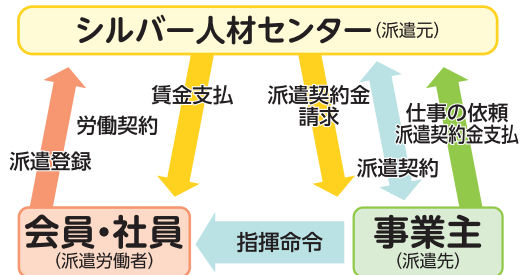 シルバー人材センター(派遣元)
賃金支払
派遣契約金
請求
仕事の依頼
派遣契約金支払
労働契約
派遣登録
派遣契約
会員・社員
(派遣労働者)
指揮命令
事業主
(派遣先)